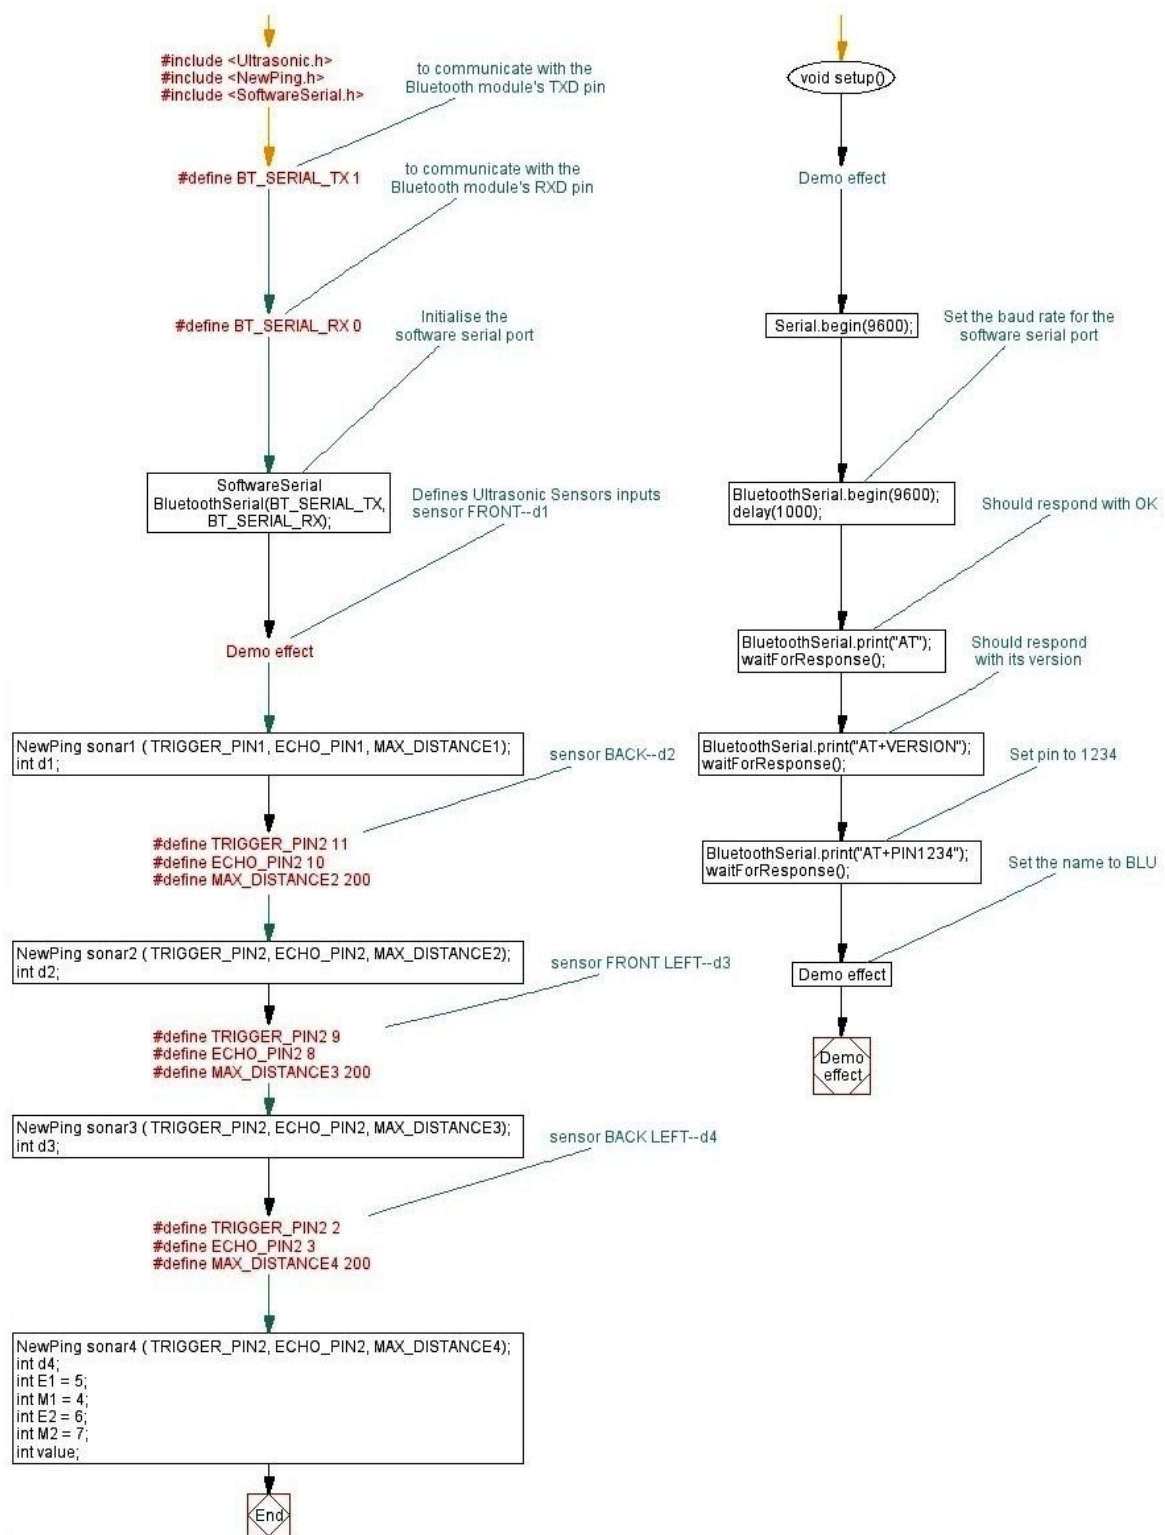 #include <Ultrasonic.h>
#include <NewPing.h>
#include <SoftwareSerial.h>
to communicate with the
Bluetooth module's TXD pin
#define BT_SERIAL_TX 1
to communicate with the
Bluetooth module's RXD pin
#define BT_SERIAL_RX 0
Initialise the
software serial port
SoftwareSerial
BluetoothSerial(BT_SERIAL_TX,
BT_SERIAL_RX);
Defines Ultrasonic Sensors inputs
sensor FRONT--d1
Demo effect
NewPing sonar1 ( TRIGGER_PIN1, ECHO_PIN1, MAX_DISTANCE1);
int d1;
sensor BACK--d2
#define TRIGGER_PIN2 11
#define ECHO_PIN2 10
#define MAX_DISTANCE2 200
NewPing sonar2 ( TRIGGER_PIN2, ECHO_PIN2, MAX_DISTANCE2);
int d2;
sensor FRONT LEFT--d3
#define TRIGGER_PIN2 9
#define ECHO_PIN2 8
#define MAX_DISTANCE3 200
NewPing sonar3 ( TRIGGER_PIN2, ECHO_PIN2, MAX_DISTANCE3);
int d3;
sensor BACK LEFT--d4
#define TRIGGER_PIN2 2
#define ECHO_PIN2 3
#define MAX_DISTANCE4 200
NewPing sonar4 ( TRIGGER_PIN2, ECHO_PIN2, MAX_DISTANCE4);
int d4;
int E1 = 5;
int M1 = 4;
int E2 = 6;
int M2 = 7;
int value;
End
void setup()
Demo effect
Serial.begin(9600);
Set the baud rate for the
software serial port
BluetoothSerial.begin(9600);
delay(1000);
Should respond with OK
BluetoothSerial.print("AT");
waitForResponse();
Should respond
with its version
BluetoothSerial.print("AT+VERSION");
waitForResponse();
Set pin to 1234
BluetoothSerial.print("AT+PIN1234");
waitForResponse();
Set the name to BLU
Demo effect
Demo
effect